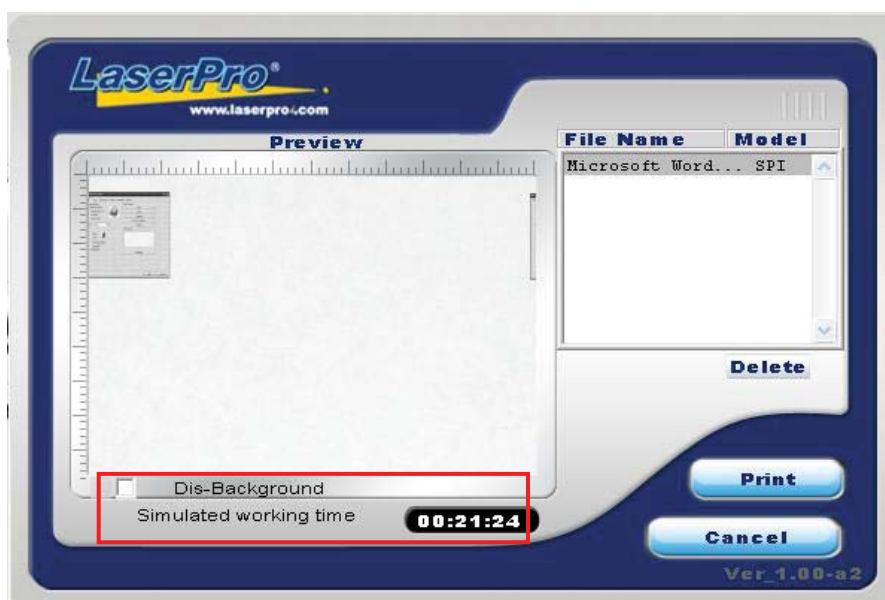 LaserPro®
www.laserpro.com
Preview
File Name Model
Microsoft Word... SPI
Delete
Dis-Background
Simulated working time 00:21:24
Print
Cancel
Ver_1.00-a2